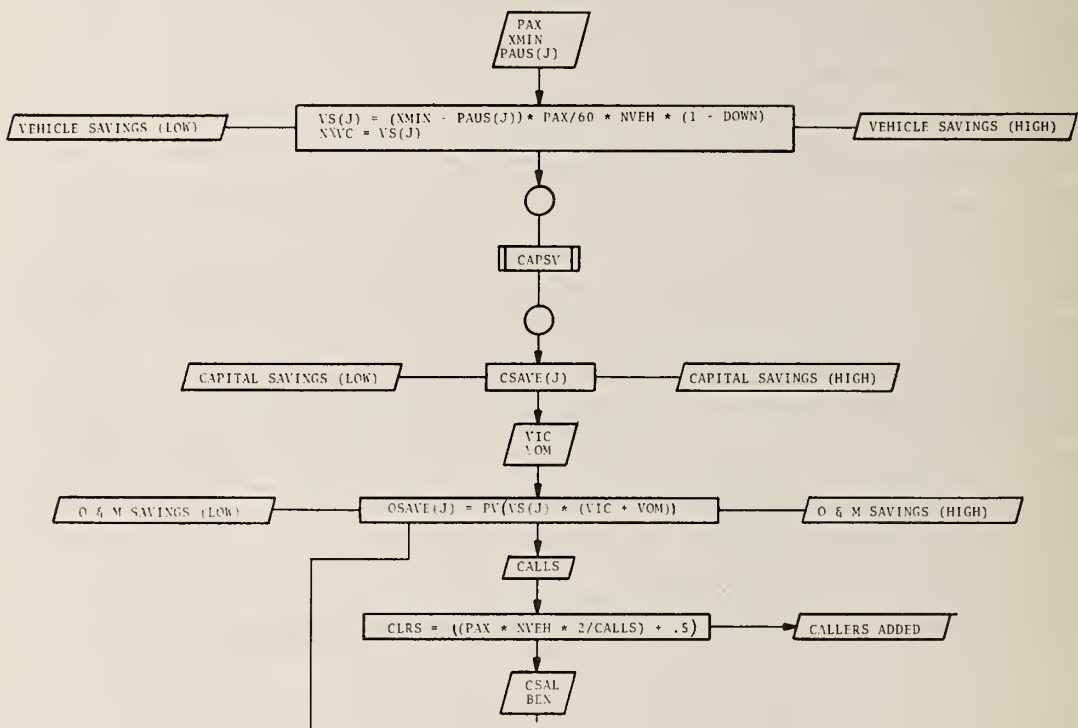 PAX
XMIN
PAUS(J)
VEHICLE SAVINGS (LOW)
VS(J) = (XMIN - PAUS(J)) * PAX/60 * NVEH * (1 - DOWN)
NXVC = VS(J)
VEHICLE SAVINGS (HIGH)
CAPSV
CAPITAL SAVINGS (LOW)
CSAVE(J)
CAPITAL SAVINGS (HIGH)
VIC
VOM
O & M SAVINGS (LOW)
OSAVE(J) = PV(VS(J) * (VIC + VOM))
O & M SAVINGS (HIGH)
CALLS
CLRS = ((PAX * NVEH * 2/CALLS) + .5)
CALLERS ADDED
CSAL
BEN